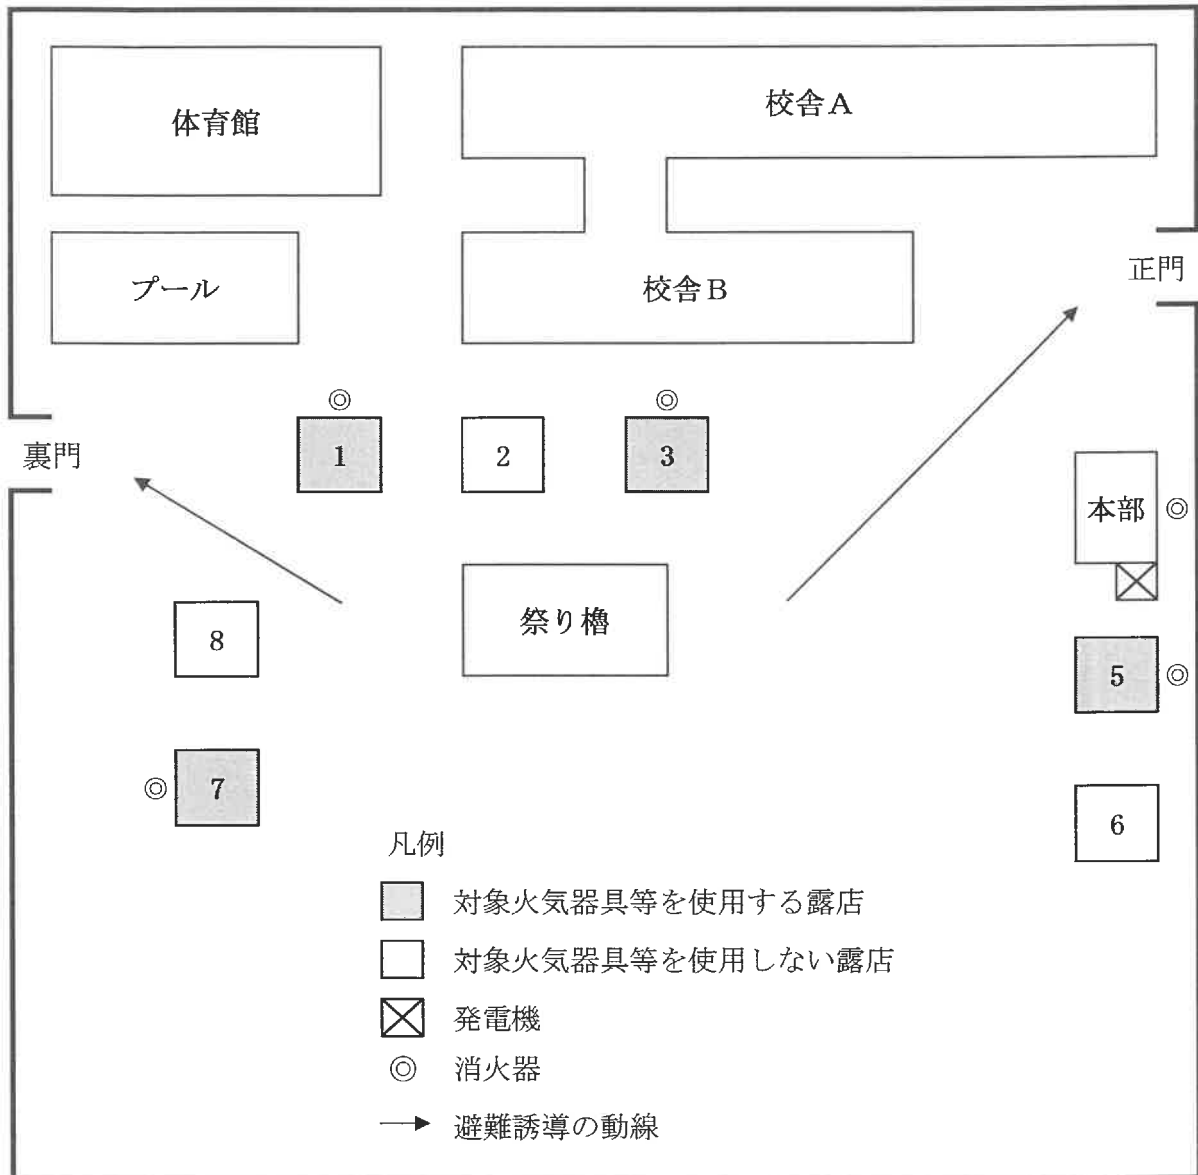 体育館
校舎A
プール
校舎B
正門
裏門
1
2
3
本部
祭り櫓
8
5
7
6
凡例
対象火気器具等を使用する露店
対象火気器具等を使用しない露店
発電機
消火器
避難誘導の動線